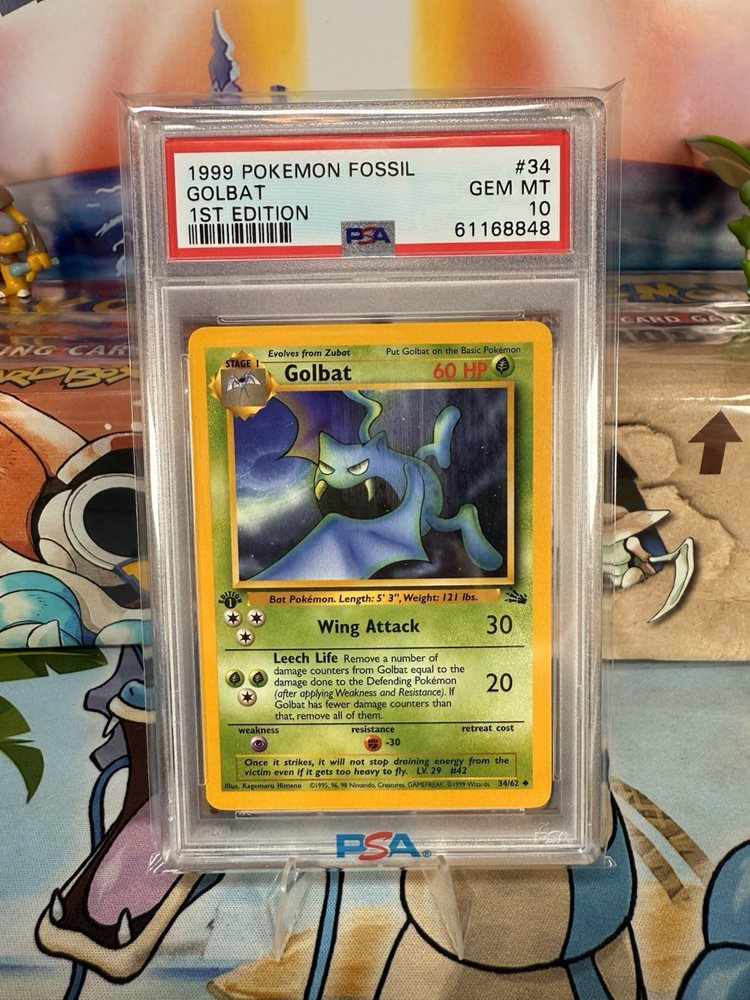 1999 POKEMON FOSSIL #34
GOLBAT GEM MT
1ST EDITION 10
61168848
PSA
ING CAR
CARD GA
Evolves from Zubat Put Golbat on the Basic Pokémon
STAGE 1 Golbat 60 HP
Bat Pokémon. Length: 5' 3", Weight: 121 lbs.
EDITION
1
Wing Attack 30
Leech Life Remove a number of
damage counters from Golbat equal to the
damage done to the Defending Pokémon
(after applying Weakness and Resistance). If
Golbat has fewer damage counters than
that, remove all of them.
20
weakness resistance retreat cost
-30
Once it strikes, it will not stop draining energy from the
victim even if it gets too heavy to fly. LV. 29 #42
Illus. Kagemaru Himeno ©1995, 96, 98 Nintendo, Creatures, GAMEFREAK. ©1999 Wizards. 34/62
PSA